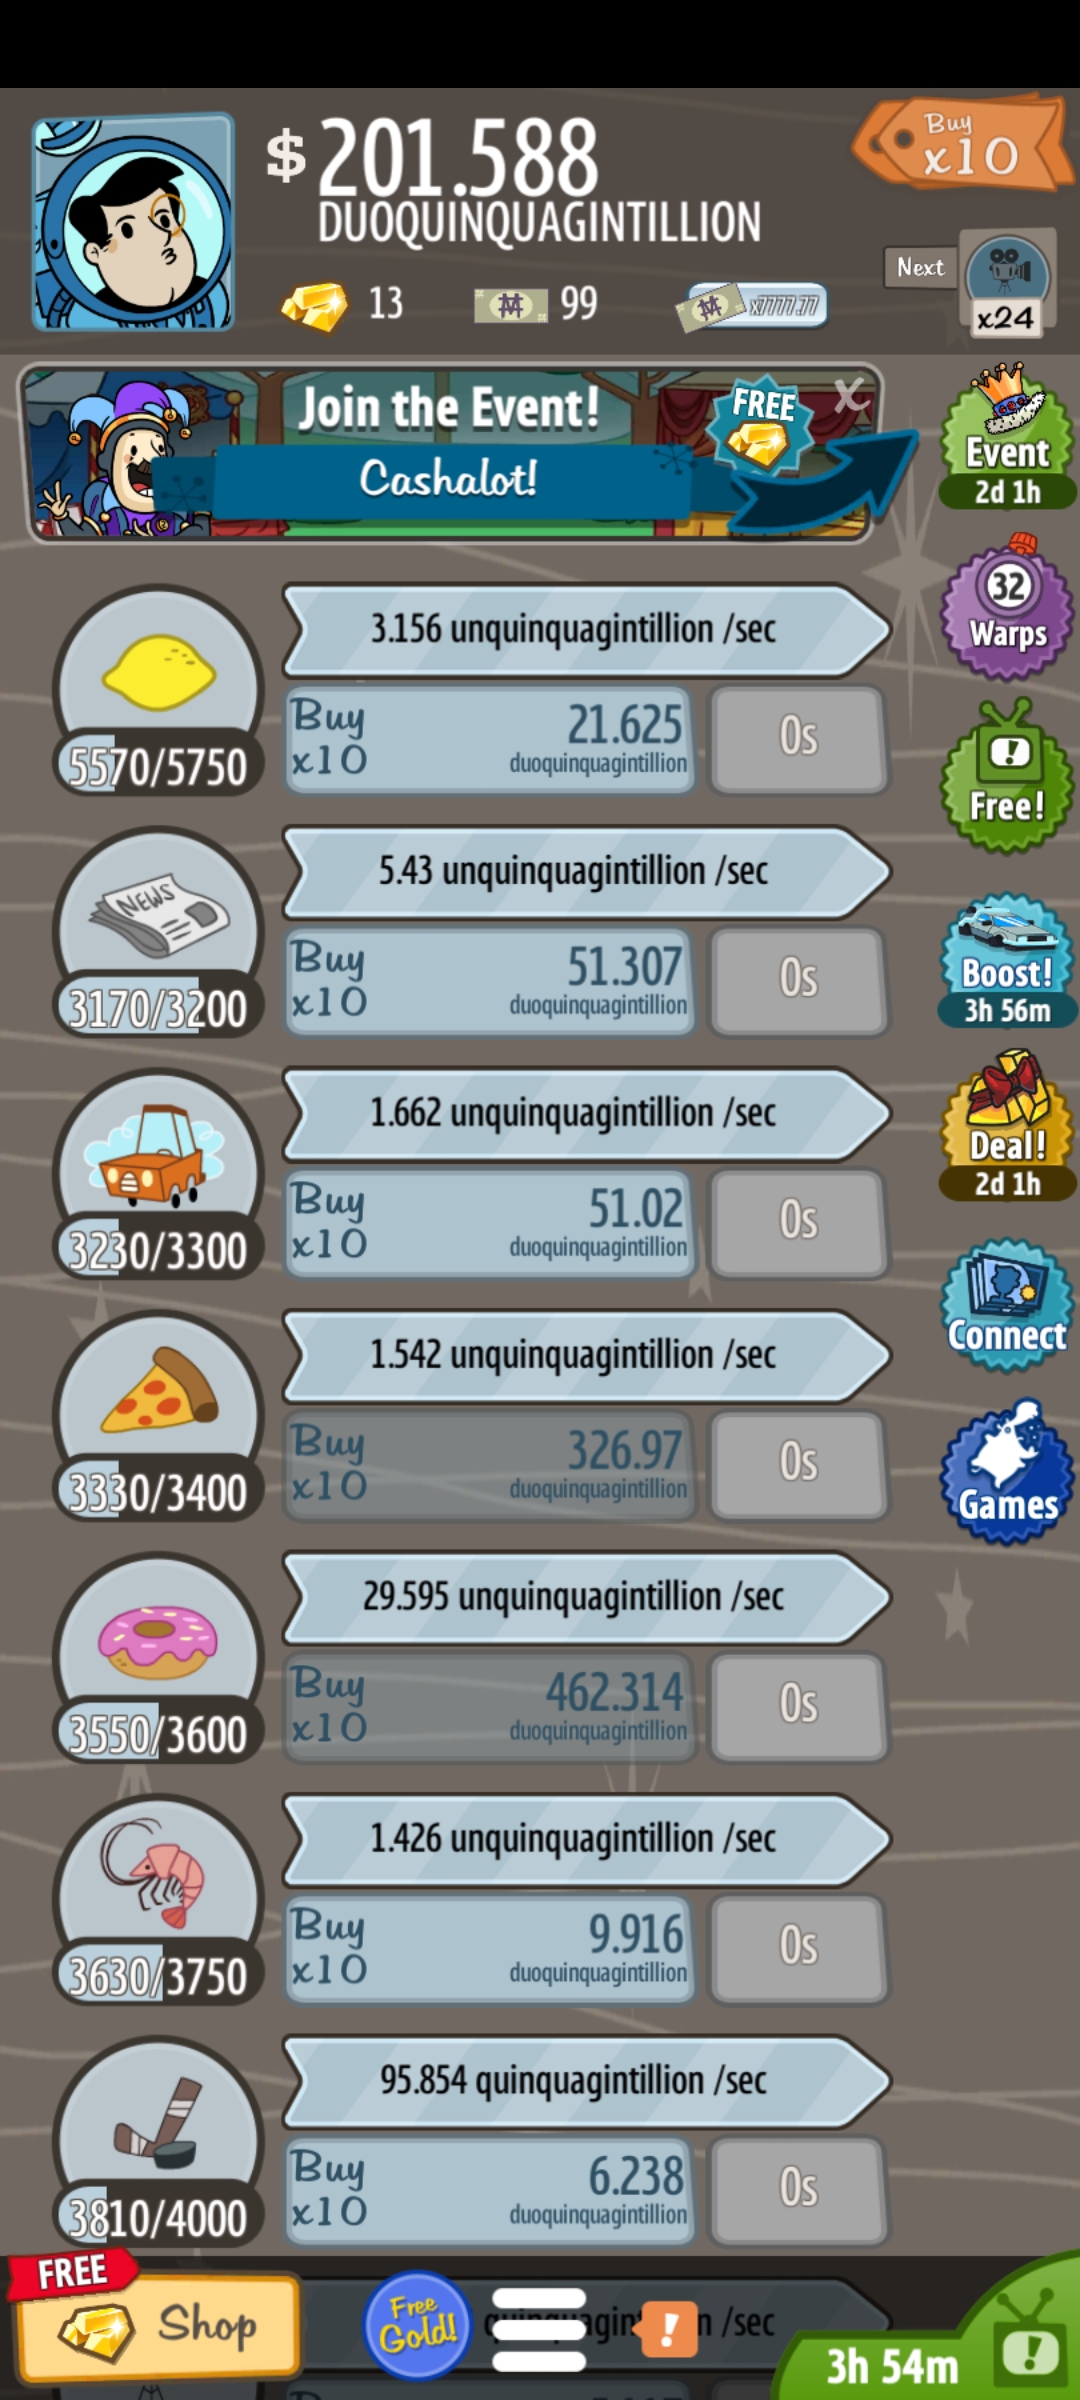 $ 201.588
DUOQUINQUAGINTILLION
Buy
x10
13
99
x7777.77
Next
x24
Join the Event!
Cashalot!
FREE
X
Event
2d 1h
3.156 unquinquagintillion /sec
5570/5750
Buy
x10
21.625
duoquinquagintillion
0s
32
Warps
5.43 unquinquagintillion /sec
NEWS
3170/3200
Buy
x10
51.307
duoquinquagintillion
0s
!
Free!
Boost!
3h 56m
1.662 unquinquagintillion /sec
3230/3300
Buy
x10
51.02
duoquinquagintillion
0s
Deal!
2d 1h
1.542 unquinquagintillion /sec
3330/3400
Buy
x10
326.97
duoquinquagintillion
0s
Connect
Games
29.595 unquinquagintillion /sec
3550/3600
Buy
x10
462.314
duoquinquagintillion
0s
1.426 unquinquagintillion /sec
3630/3750
Buy
x10
9.916
duoquinquagintillion
0s
95.854 quinquagintillion /sec
3810/4000
Buy
x10
6.238
duoquinquagintillion
0s
FREE
Shop
Free
Gold!
!
/sec
3h 54m
!